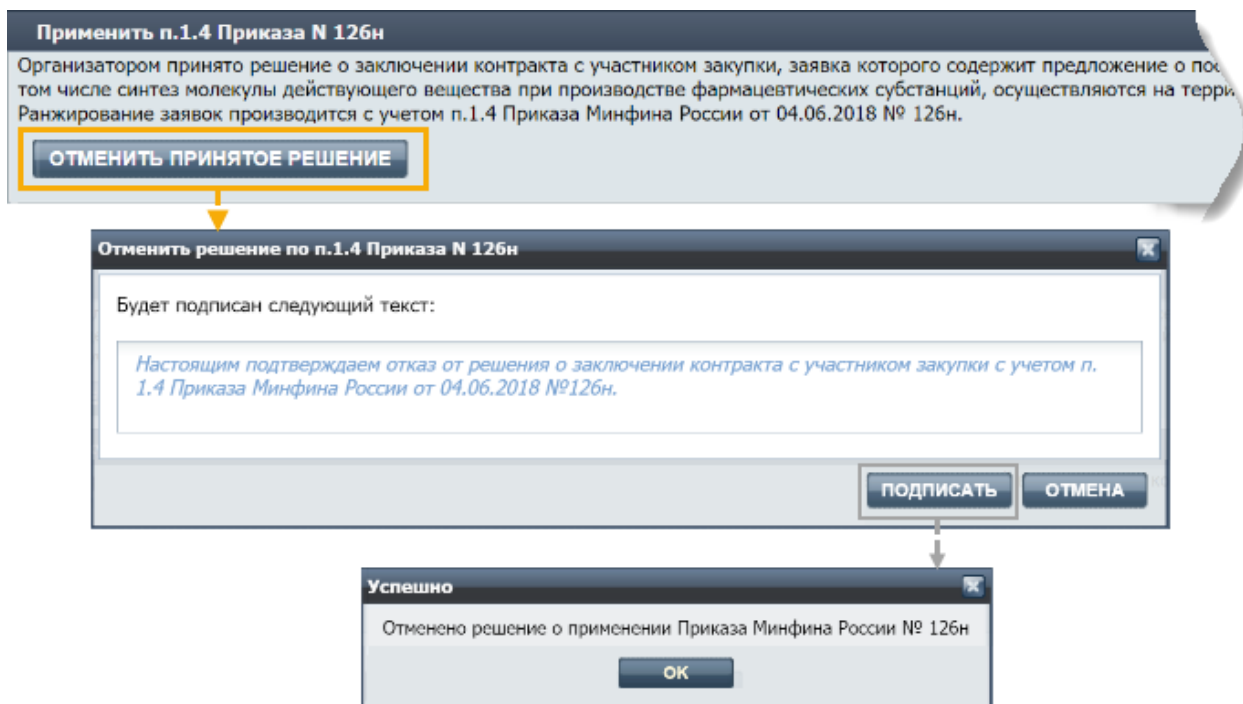 Применить п.1.4 Приказа N 126н
Организатором принято решение о заключении контракта с участником закупки, заявка которого содержит предложение о
том числе синтез молекулы действующего вещества при производстве фармацевтических субстанций, осуществляются на
Ранжирование заявок производится с учетом п.1.4 Приказа Минфина России от 04.06.2018 № 126н.
ОТМЕНИТЬ ПРИНЯТОЕ РЕШЕНИЕ
Отменить решение по п.1.4 Приказа N 126н
Будет подписан следующий текст:
Настоящим подтверждаем отказ от решения о заключении контракта с участником закупки с учетом п.
1.4 Приказа Минфина России от 04.06.2018 №126н.
ПОДПИСАТЬ ОТМЕНА
Успешно
Отменено решение о применении Приказа Минфина России № 126н
ОК